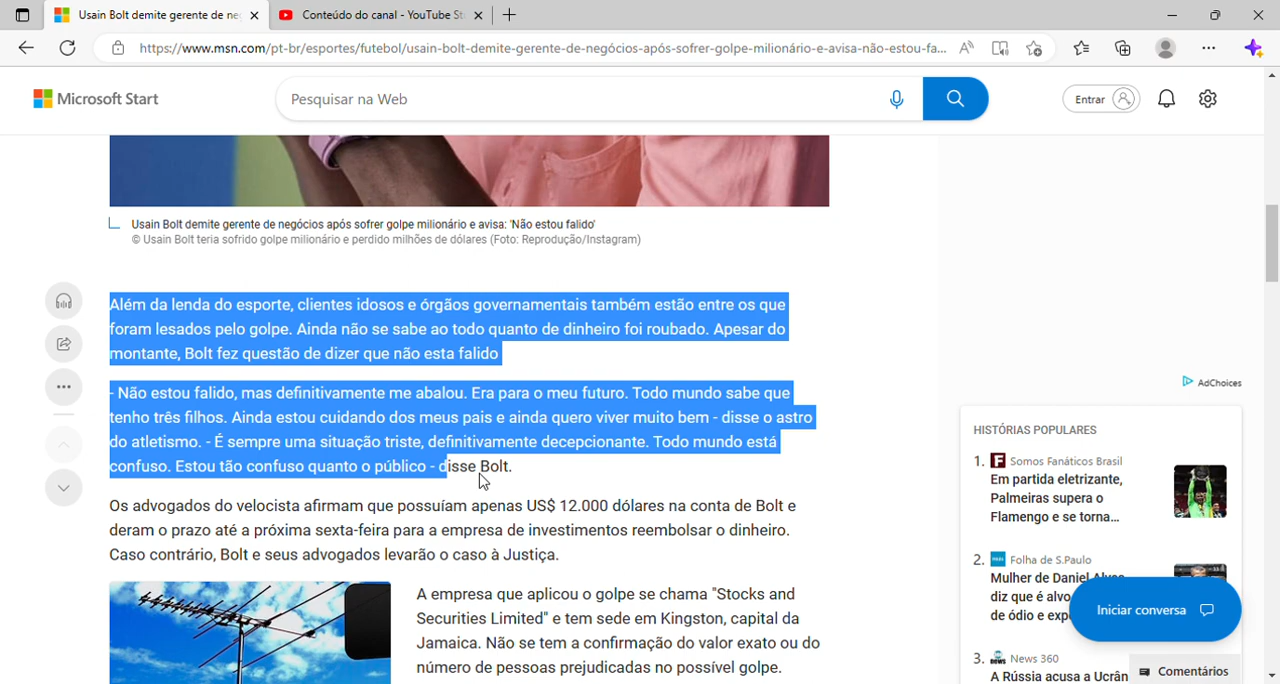 Usain Bolt demite gerente de ne
Conteúdo do canal - YouTube St
https://www.msn.com/pt-br/esportes/futebol/usain-bolt-demite-gerente-de-negócios-após-sofrer-golpe-milionário-e-avisa-não-estou-fa...
Microsoft Start
Pesquisar na Web
Entrar
Usain Bolt demite gerente de negócios após sofrer golpe milionário e avisa: 'Não estou falido'
© Usain Bolt teria sofrido golpe milionário e perdido milhões de dólares (Foto: Reprodução/Instagram)
Além da lenda do esporte, clientes idosos e órgãos governamentais também estão entre os que
foram lesados pelo golpe. Ainda não se sabe ao todo quanto de dinheiro foi roubado. Apesar do
montante, Bolt fez questão de dizer que não esta falido
- Não estou falido, mas definitivamente me abalou. Era para o meu futuro. Todo mundo sabe que
tenho três filhos. Ainda estou cuidando dos meus pais e ainda quero viver muito bem - disse o astro
do atletismo. - É sempre uma situação triste, definitivamente decepcionante. Todo mundo está
confuso. Estou tão confuso quanto o público - disse Bolt.
Os advogados do velocista afirmam que possuíam apenas US$ 12.000 dólares na conta de Bolt e
deram o prazo até a próxima sexta-feira para a empresa de investimentos reembolsar o dinheiro.
Caso contrário, Bolt e seus advogados levarão o caso à Justiça.
A empresa que aplicou o golpe se chama "Stocks and
Securities Limited" e tem sede em Kingston, capital da
Jamaica. Não se tem a confirmação do valor exato ou do
número de pessoas prejudicadas no possível golpe.
AdChoices
HISTÓRIAS POPULARES
1. Somos Fanáticos Brasil
Em partida eletrizante,
Palmeiras supera o
Flamengo e se torna...
2. Folha de S.Paulo
Mulher de Daniel
diz que é alvo
de ódio e
Iniciar conversa
3. News 360
A Rússia acusa a Ucrân
Comentários